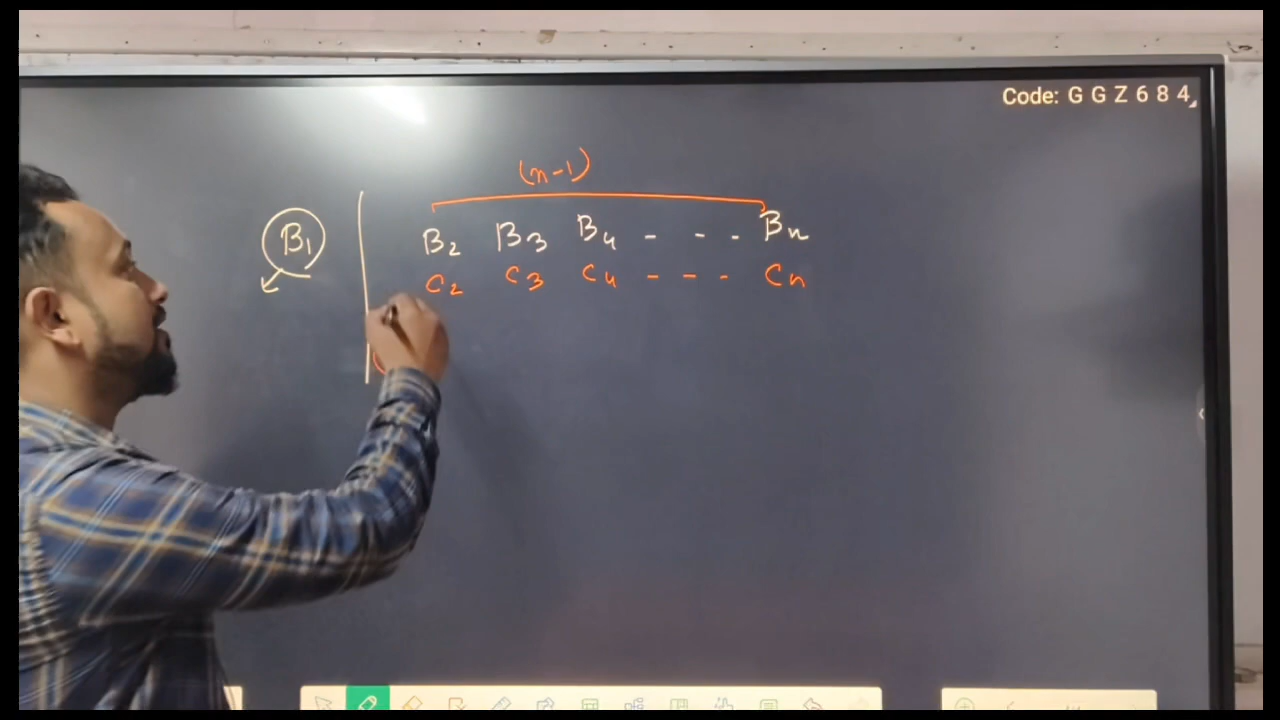 Code: G G Z 6 8 4
(n-1)
B₁ B₂ B₃ B₄ - - - Bₙ
C₂ C₃ C₄ - - - Cₙ